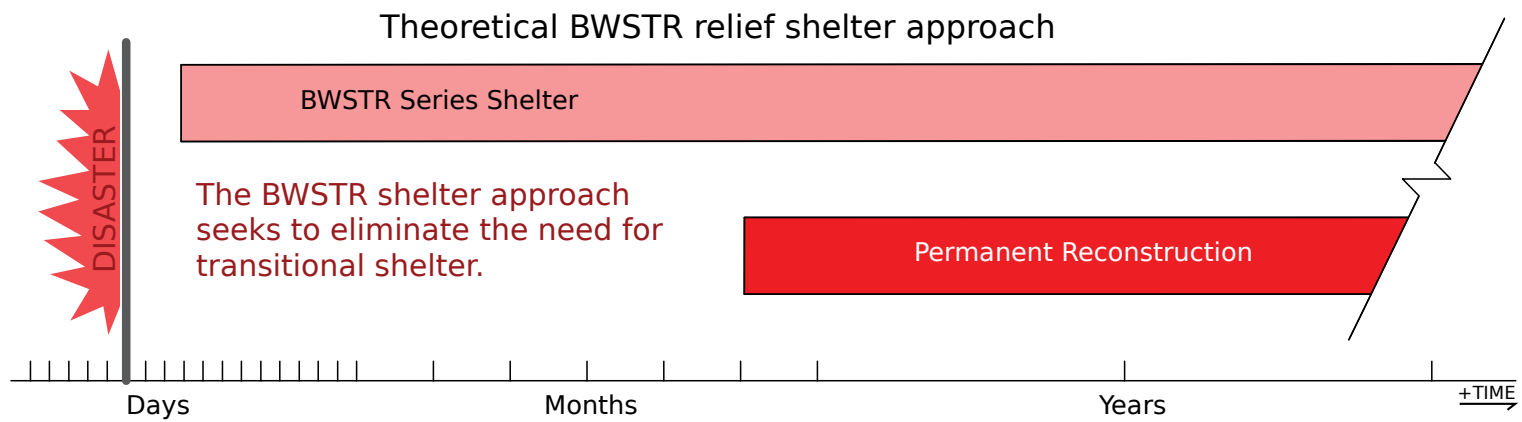 Theoretical BWSTR relief shelter approach
BWSTR Series Shelter
DISASTER
The BWSTR shelter approach
seeks to eliminate the need for
transitional shelter.
Permanent Reconstruction
+TIME
Days
Months
Years